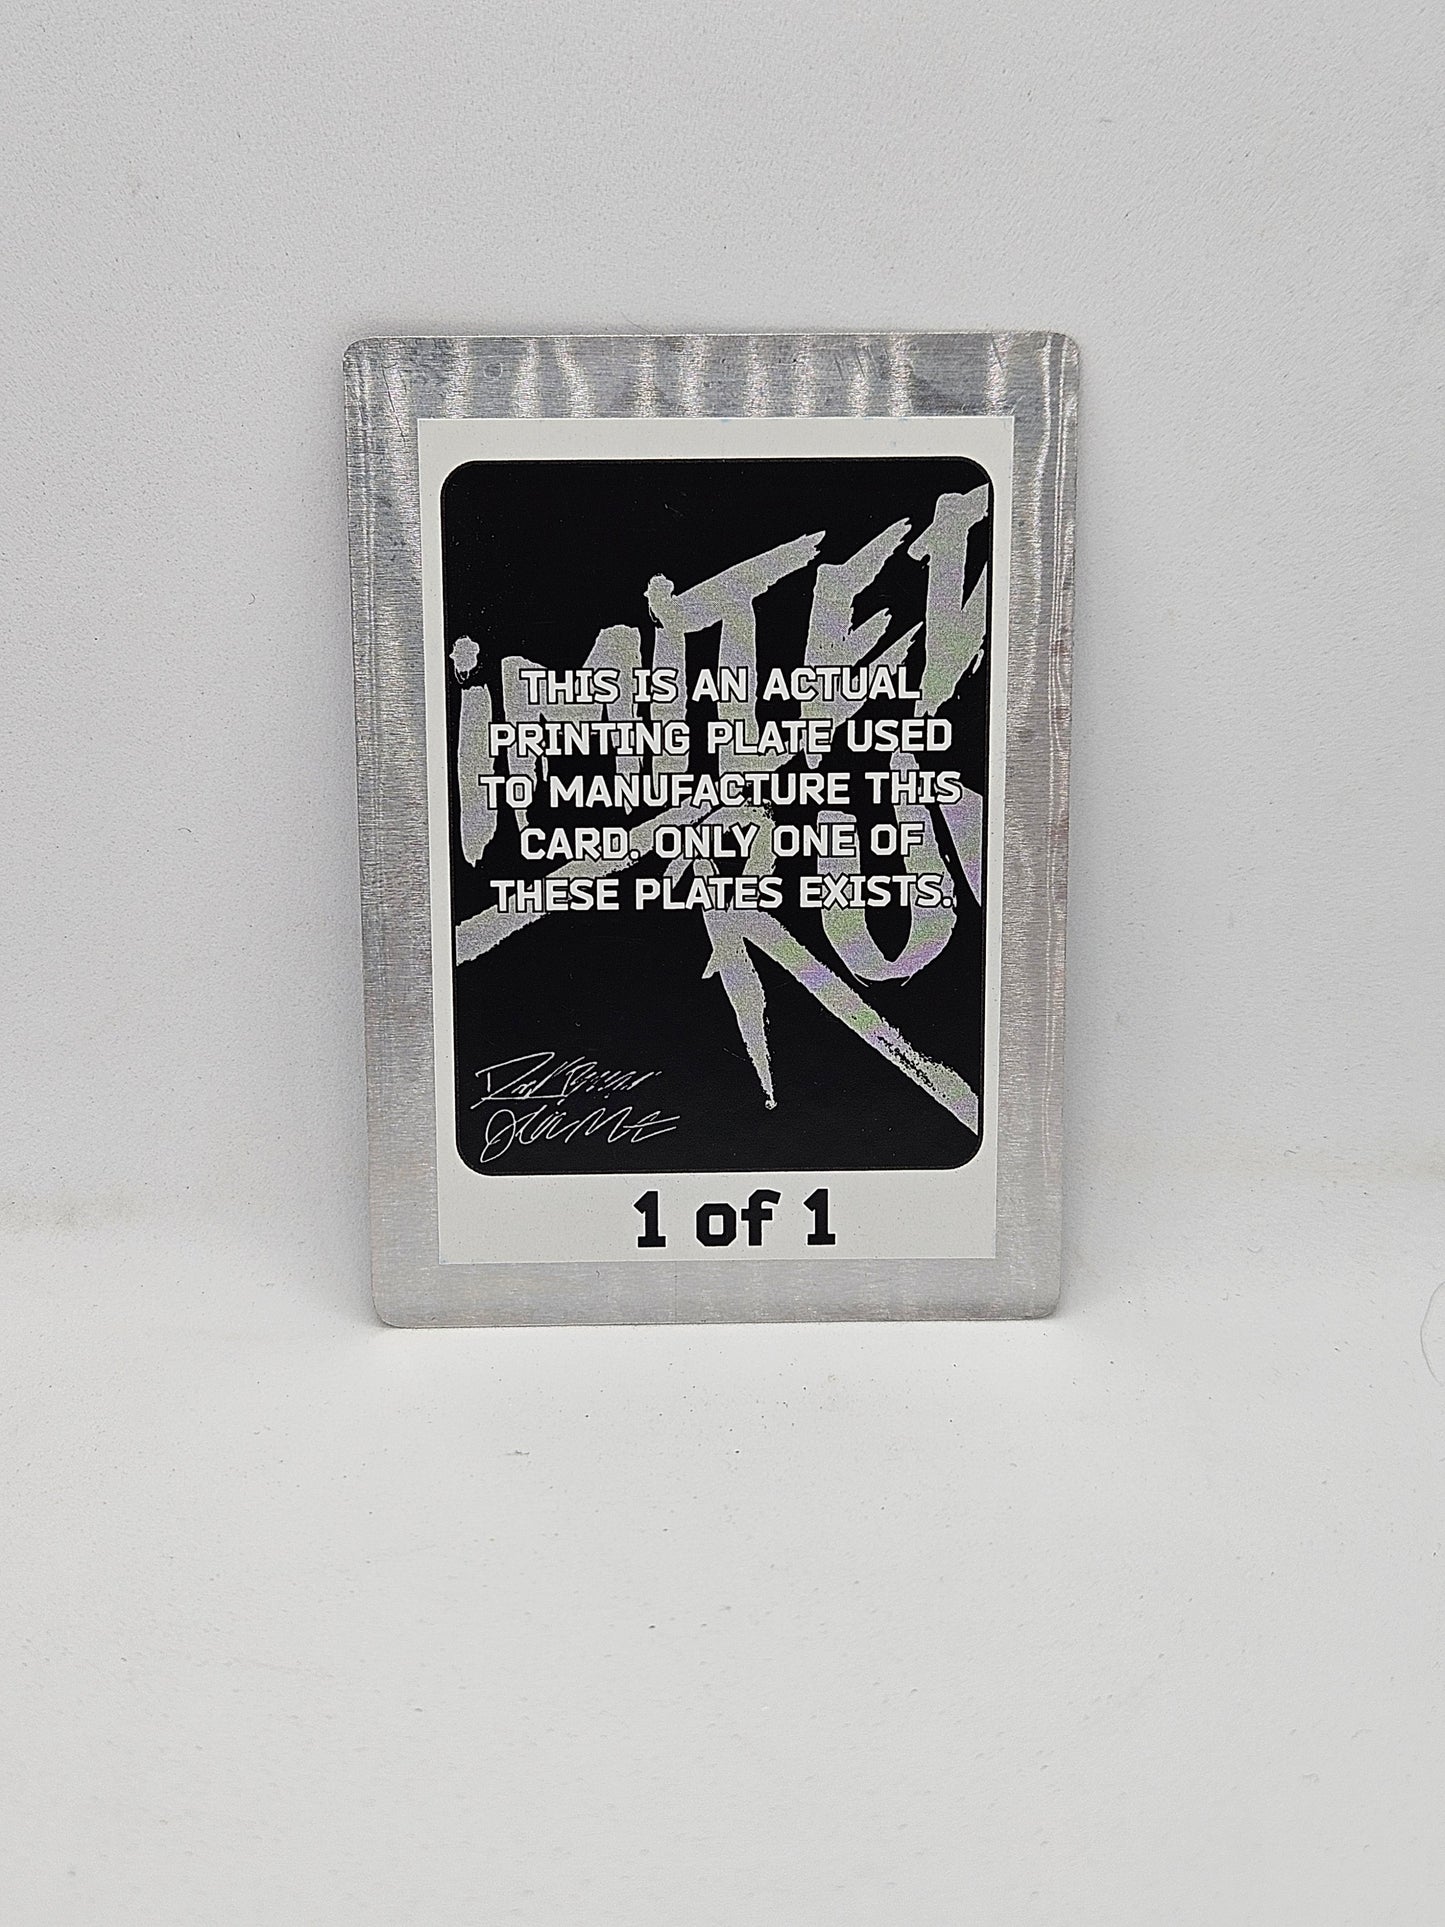 THIS IS AN ACTUAL
PRINTING PLATE USED
TO MANUFACTURE THIS
CARD. ONLY ONE OF
THESE PLATES EXISTS.
1 of 1